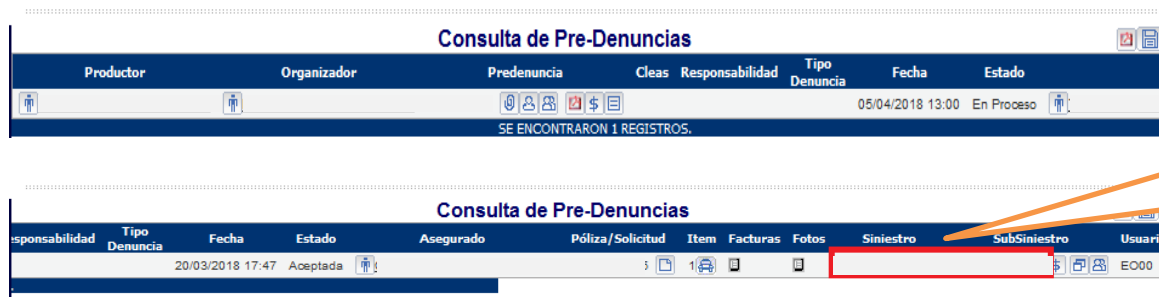 Consulta de Pre-Denuncias
Productor Organizador Predenuncia Cleas Responsabilidad Tipo Denuncia Fecha Estado
05/04/2018 13:00 En Proceso
SE ENCONTRARON 1 REGISTROS.
Consulta de Pre-Denuncias
esponsabilidad Tipo Denuncia Fecha Estado Asegurado Póliza/Solicitud Item Facturas Fotos Siniestro SubSiniestro Usuari
20/03/2018 17:47 Aceptada 1 $ EO00